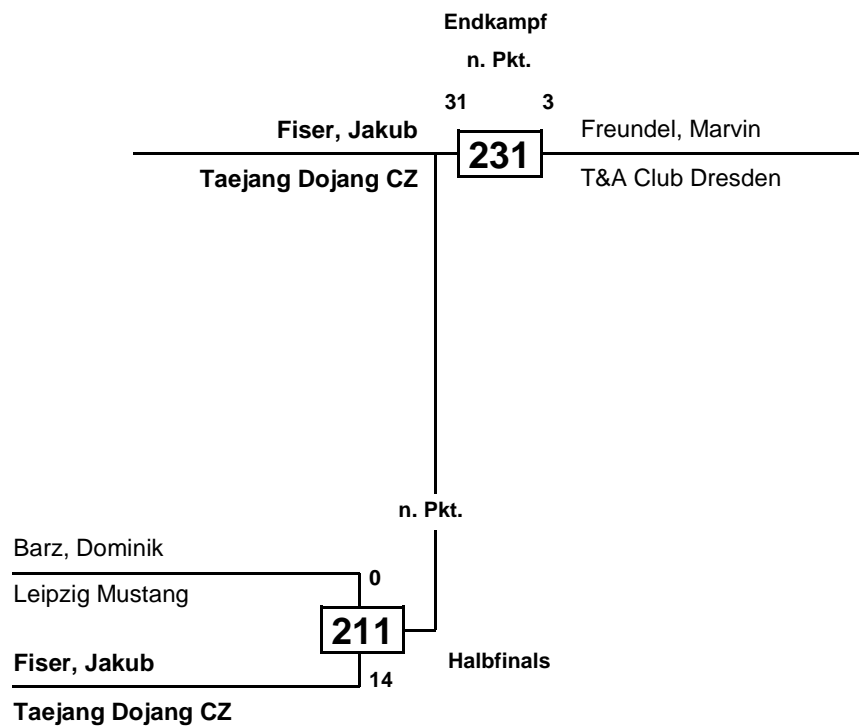 Endkampf
n. Pkt.
31 3
Fiser, Jakub 231 Freundel, Marvin
Taejang Dojang CZ T&A Club Dresden
n. Pkt.
Barz, Dominik
0
Leipzig Mustang
211
Fiser, Jakub Halbfinals
14
Taejang Dojang CZ